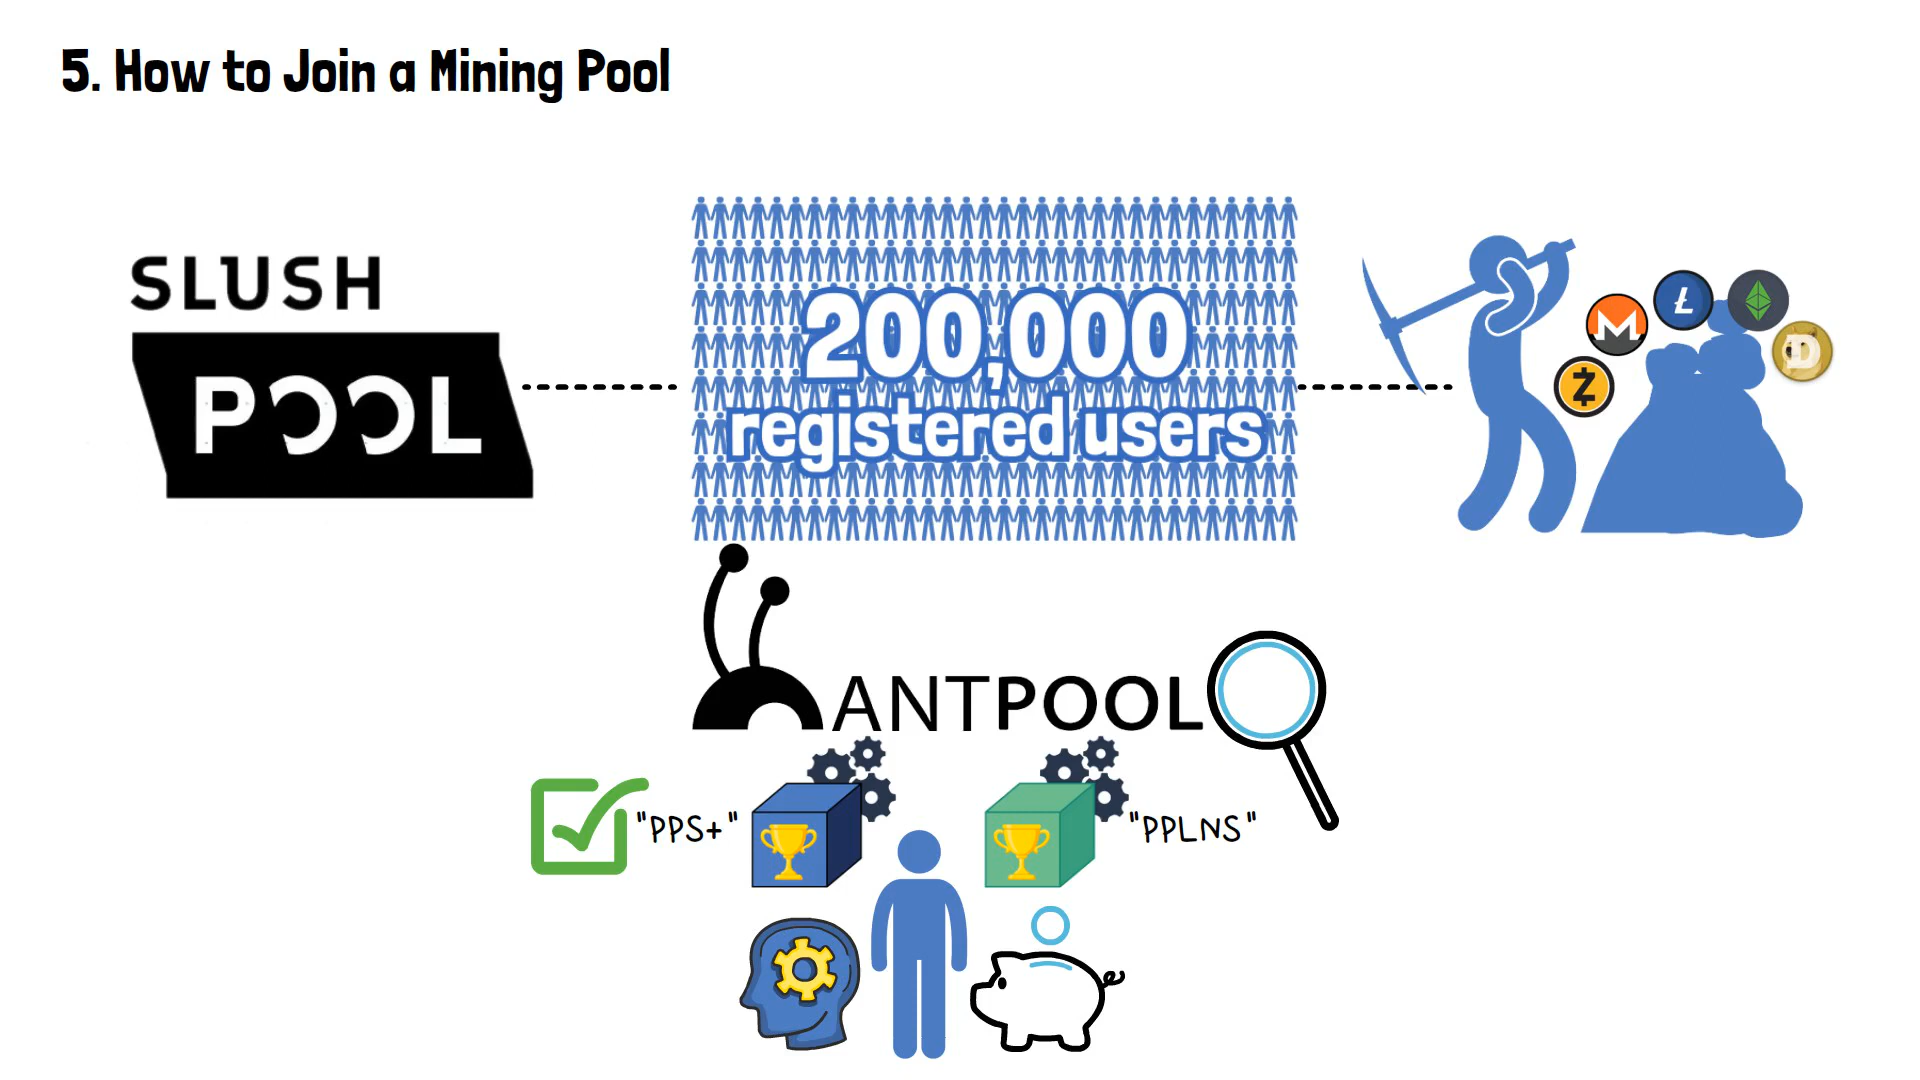 5. How to Join a Mining Pool
SLUSH
POOL
200,000
registered users
ANTPOOL
"PPS+"
"PPLNS"